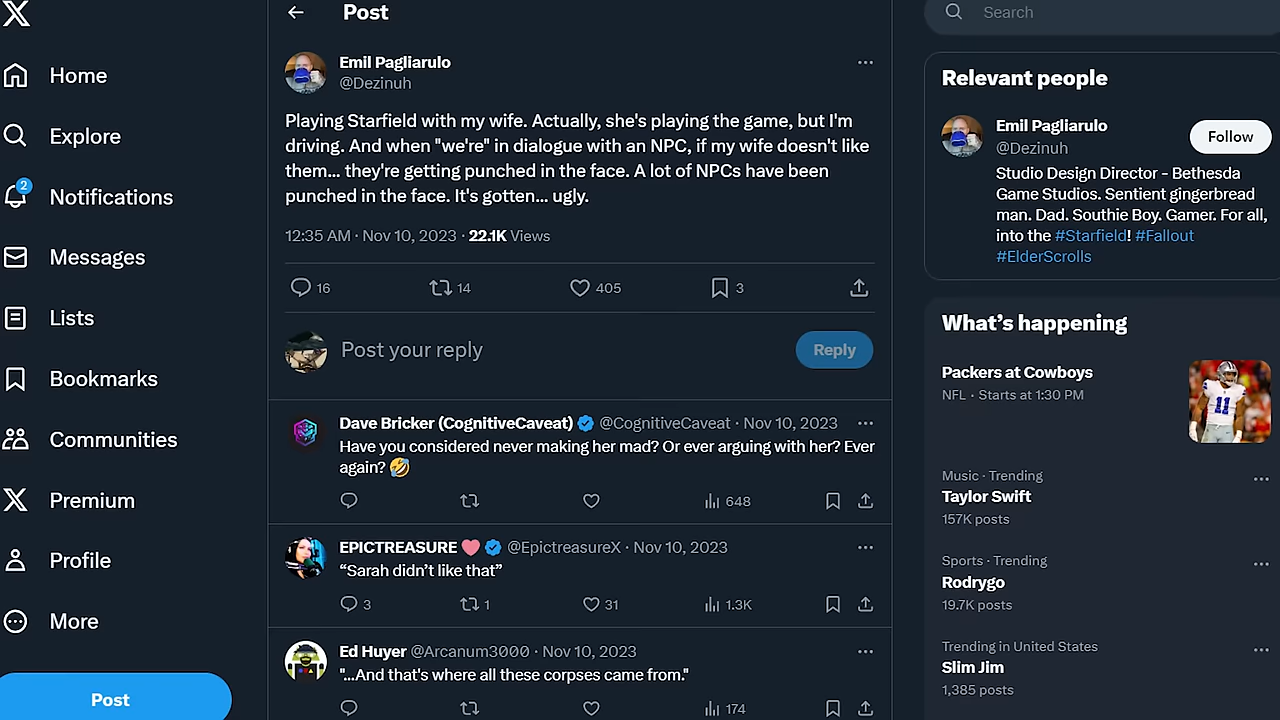 Post
Search
Home
Explore
2
Notifications
Messages
Lists
Bookmarks
Communities
Premium
Profile
More
Post
Emil Pagliarulo
@Dezinuh
Playing Starfield with my wife. Actually, she's playing the game, but I'm
driving. And when "we're" in dialogue with an NPC, if my wife doesn't like
them... they're getting punched in the face. A lot of NPCs have been
punched in the face. It's gotten... ugly.
12:35 AM · Nov 10, 2023 · 22.1K Views
16 14 405 3
Post your reply
Reply
Dave Bricker (CognitiveCaveat) @CognitiveCaveat · Nov 10, 2023
Have you considered never making her mad? Or ever arguing with her? Ever
again? 🤣
648
EPICTREASURE ❤️ @EpictreasureX · Nov 10, 2023
“Sarah didn’t like that”
3 1 31 1.3K
Ed Huyer @Arcanum3000 · Nov 10, 2023
"...And that's where all these corpses came from."
174
Relevant people
Emil Pagliarulo
@Dezinuh
Follow
Studio Design Director - Bethesda
Game Studios. Sentient gingerbread
man. Dad. Southie Boy. Gamer. For all,
into the #Starfield! #Fallout
#ElderScrolls
What’s happening
Packers at Cowboys
NFL · Starts at 1:30 PM
11
Music · Trending
Taylor Swift
157K posts
Sports · Trending
Rodrygo
19.7K posts
Trending in United States
Slim Jim
1,385 posts